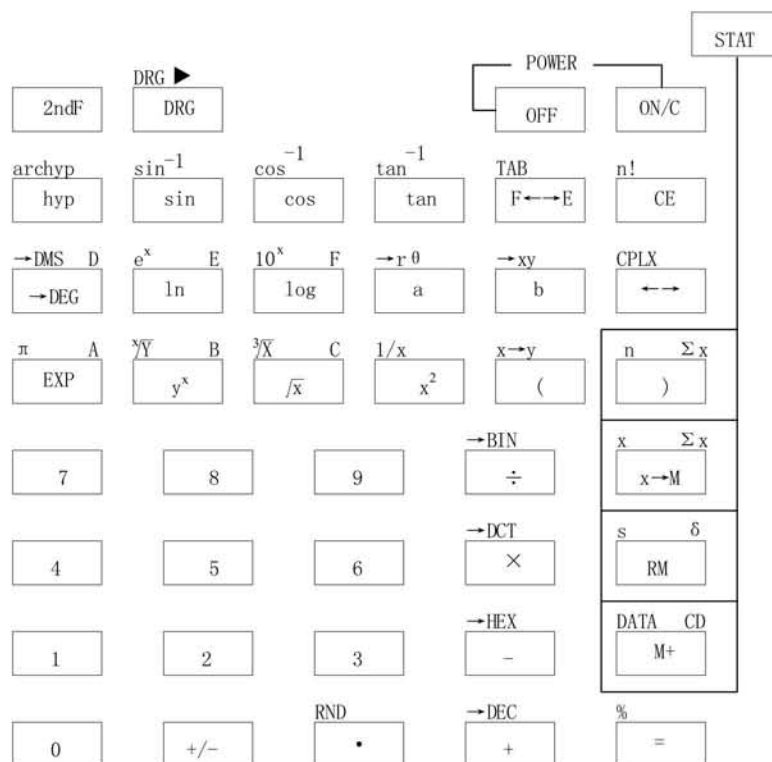 STAT
DRG ▶ POWER
2ndF DRG OFF ON/C
archyp sin⁻¹ cos⁻¹ tan⁻¹ TAB n!
hyp sin cos tan F←→E CE
→DMS D eˣ E 10ˣ F →rθ →xy CPLX
→DEG ln log a b ←→
π A ˣ√Y B ³√X C 1/x x→y n Σx
EXP yˣ √x x² ( )
→BIN x Σx
7 8 9 ÷ x→M
→DCT s δ
4 5 6 × RM
→HEX DATA CD
1 2 3 − M+
RND →DEC %
0 +/− • + =